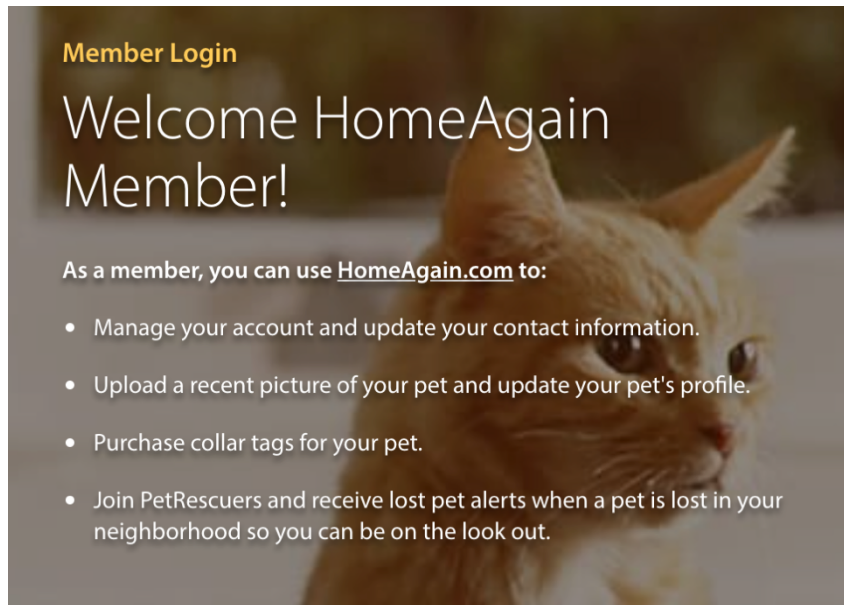 Member Login
Welcome HomeAgain
Member!
As a member, you can use HomeAgain.com to:
• Manage your account and update your contact information.
• Upload a recent picture of your pet and update your pet's profile.
• Purchase collar tags for your pet.
• Join PetRescuers and receive lost pet alerts when a pet is lost in your
neighborhood so you can be on the look out.